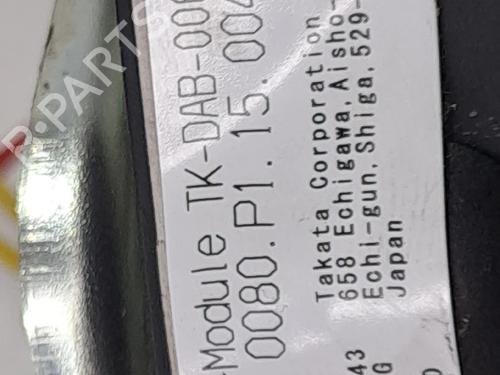 -Module TK-DAB-00
0080.P1.15.00
Takata Corporation
658 Echigawa, Aisho-
Echi-gun, Shiga, 529-
Japan
43
G
PARTS